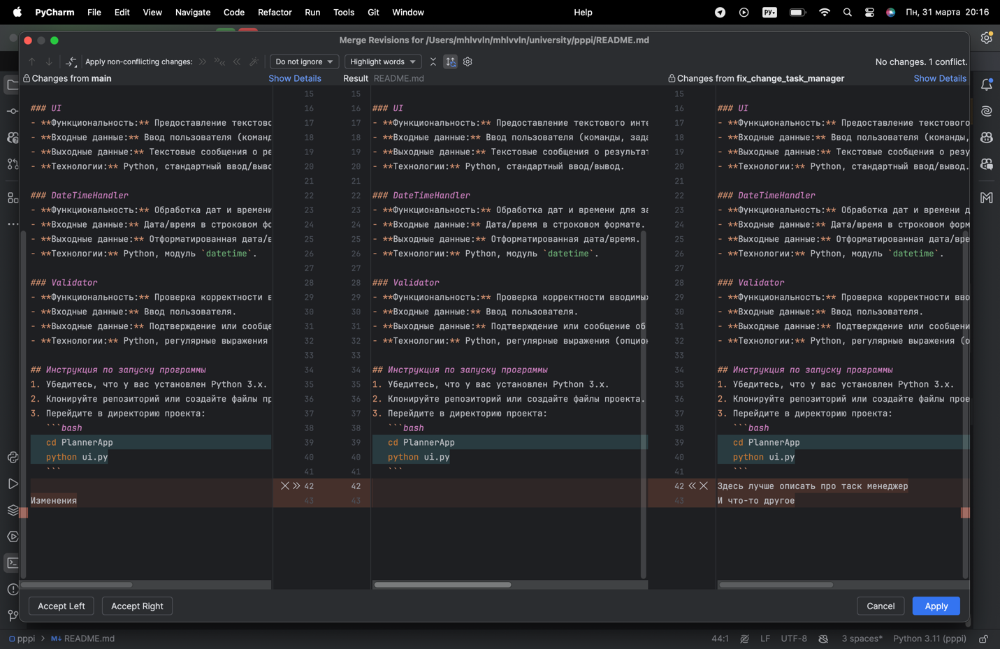 PyCharm File Edit View Navigate Code Refactor Run Tools Git Window Help РУ Пн, 31 марта 20:16
Merge Revisions for /Users/mhlvvln/mhlvvln/university/pppi/README.md
Apply non-conflicting changes: Do not ignore Highlight words No changes. 1 conflict.
Changes from main Show Details Result README.md Changes from fix_change_task_manager Show Details
15 15 15
### UI 16 16 ### UI 16 ### UI
- **Функциональность:** Предоставление текстовс 17 17 - **Функциональность:** Предоставление текстового инте 17 - **Функциональность:** Предоставление текстового
- **Входные данные:** Ввод пользователя (команд 18 18 - **Входные данные:** Ввод пользователя (команды, зада 18 - **Входные данные:** Ввод пользователя (команды,
- **Выходные данные:** Текстовые сообщения о ре 19 19 - **Выходные данные:** Текстовые сообщения о результат 19 - **Выходные данные:** Текстовые сообщения о резу
- **Технологии:** Python, стандартный ввод/выво 20 20 - **Технологии:** Python, стандартный ввод/вывод. 20 - **Технологии:** Python, стандартный ввод/вывод.
21 21 21
### DateTimeHandler 22 22 ### DateTimeHandler 22 ### DateTimeHandler
- **Функциональность:** Обработка дат и времени 23 23 - **Функциональность:** Обработка дат и времени для за 23 - **Функциональность:** Обработка дат и времени д
- **Входные данные:** Дата/время в строковом фо 24 24 - **Входные данные:** Дата/время в строковом формате. 24 - **Входные данные:** Дата/время в строковом форм
- **Выходные данные:** Отформатированная дата/в 25 25 - **Выходные данные:** Отформатированная дата/время. 25 - **Выходные данные:** Отформатированная дата/вре
- **Технологии:** Python, модуль `datetime`. 26 26 - **Технологии:** Python, модуль `datetime`. 26 - **Технологии:** Python, модуль `datetime`.
27 27 27
### Validator 28 28 ### Validator 28 ### Validator
- **Функциональность:** Проверка корректности в 29 29 - **Функциональность:** Проверка корректности вводимы 29 - **Функциональность:** Проверка корректности вво
- **Входные данные:** Ввод пользователя. 30 30 - **Входные данные:** Ввод пользователя. 30 - **Входные данные:** Ввод пользователя.
- **Выходные данные:** Подтверждение или сообще 31 31 - **Выходные данные:** Подтверждение или сообщение об 31 - **Выходные данные:** Подтверждение или сообщени
- **Технологии:** Python, регулярные выражения 32 32 - **Технологии:** Python, регулярные выражения (опцион 32 - **Технологии:** Python, регулярные выражения (о
33 33 33
## Инструкция по запуску программы 34 34 ## Инструкция по запуску программы 34 ## Инструкция по запуску программы
1. Убедитесь, что у вас установлен Python 3.x. 35 35 1. Убедитесь, что у вас установлен Python 3.x. 35 1. Убедитесь, что у вас установлен Python 3.x.
2. Клонируйте репозиторий или создайте файлы пр 36 36 2. Клонируйте репозиторий или создайте файлы проекта. 36 2. Клонируйте репозиторий или создайте файлы прое
3. Перейдите в директорию проекта: 37 37 3. Перейдите в директорию проекта: 37 3. Перейдите в директорию проекта:
```bash 38 38 ```bash 38 ```bash
cd PlannerApp 39 39 cd PlannerApp 39 cd PlannerApp
python ui.py 40 40 python ui.py 40 python ui.py
``` 41 41 ``` 41 ```
42 42 42 Здесь лучше описать про таск менеджер
Изменения 43 43 43 И что-то другое
Accept Left Accept Right Cancel Apply
pppi > M↓ README.md 44:1 LF UTF-8 3 spaces* Python 3.11 (pppi)